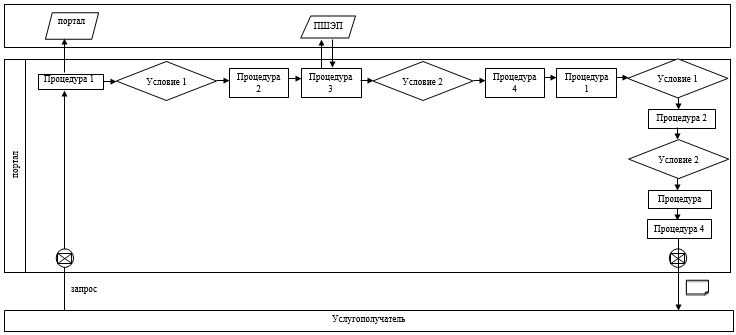 портал
ПШЭП
портал
Процедура 1
Условие 1
Процедура
2
Процедура
3
Условие 2
Процедура
4
Процедура
1
Условие 1
Процедура 2
Условие 2
Процедура
Процедура 4
запрос
Услугополучатель